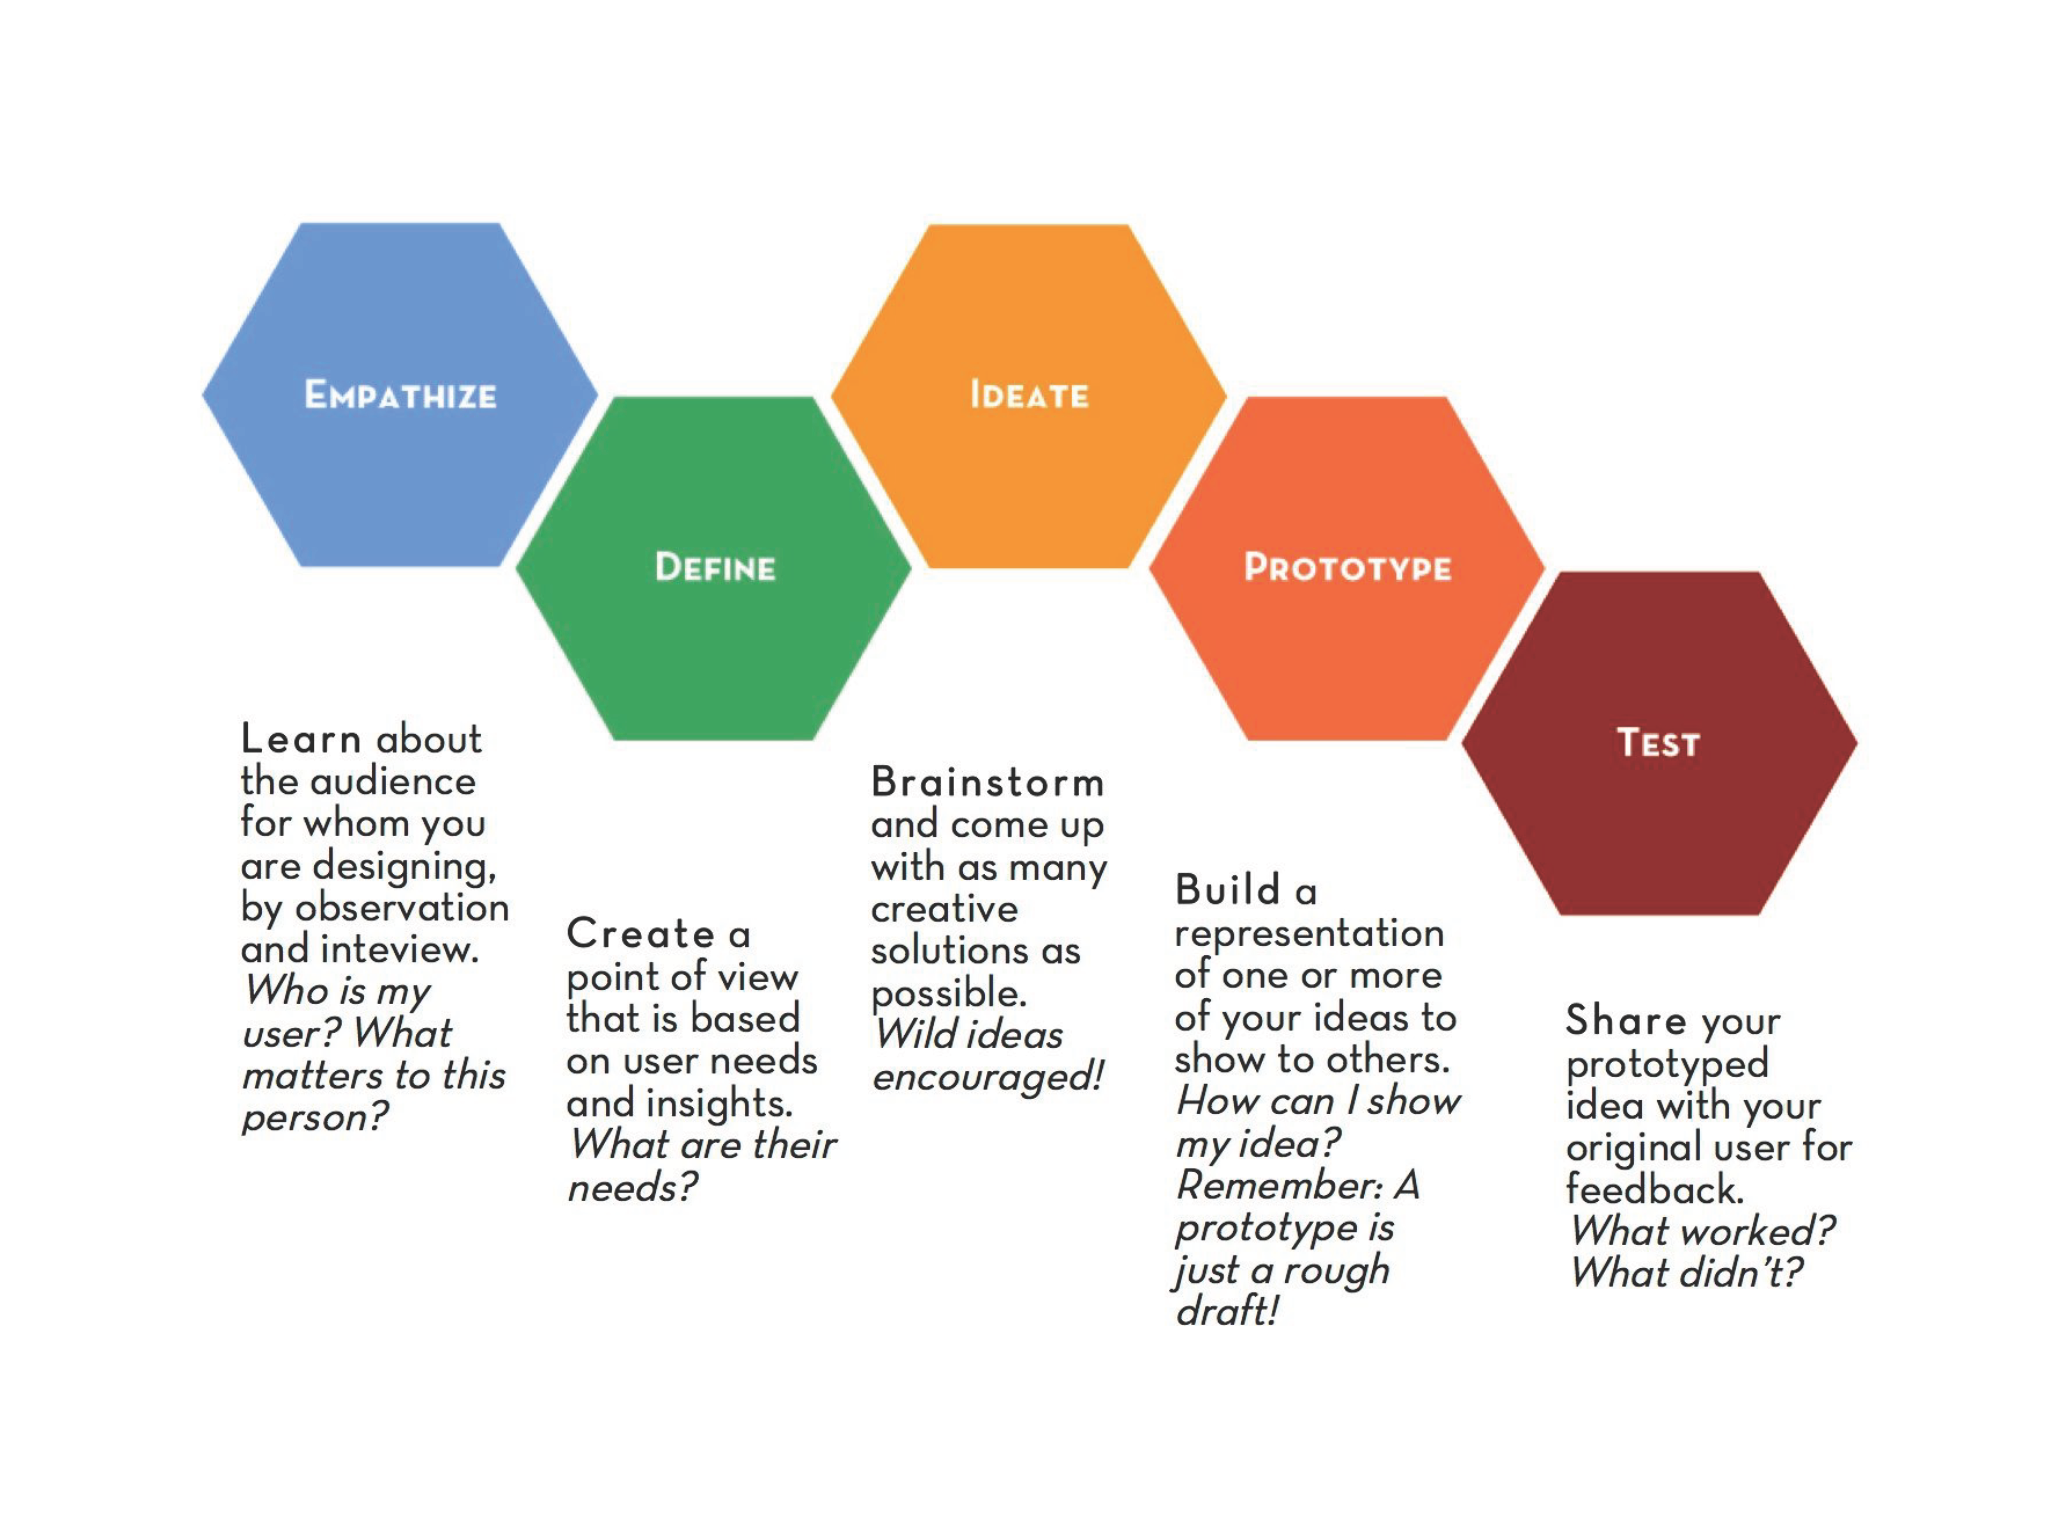 EMPATHIZE
DEFINE
IDEATE
PROTOTYPE
TEST
Learn about
the audience
for whom you
are designing,
by observation
and inteview.
Who is my
user? What
matters to this
person?
Create a
point of view
that is based
on user needs
and insights.
What are their
needs?
Brainstorm
and come up
with as many
creative
solutions as
possible.
Wild ideas
encouraged!
Build a
representation
of one or more
of your ideas to
show to others.
How can I show
my idea?
Remember: A
prototype is
just a rough
draft!
Share your
prototyped
idea with your
original user for
feedback.
What worked?
What didn't?